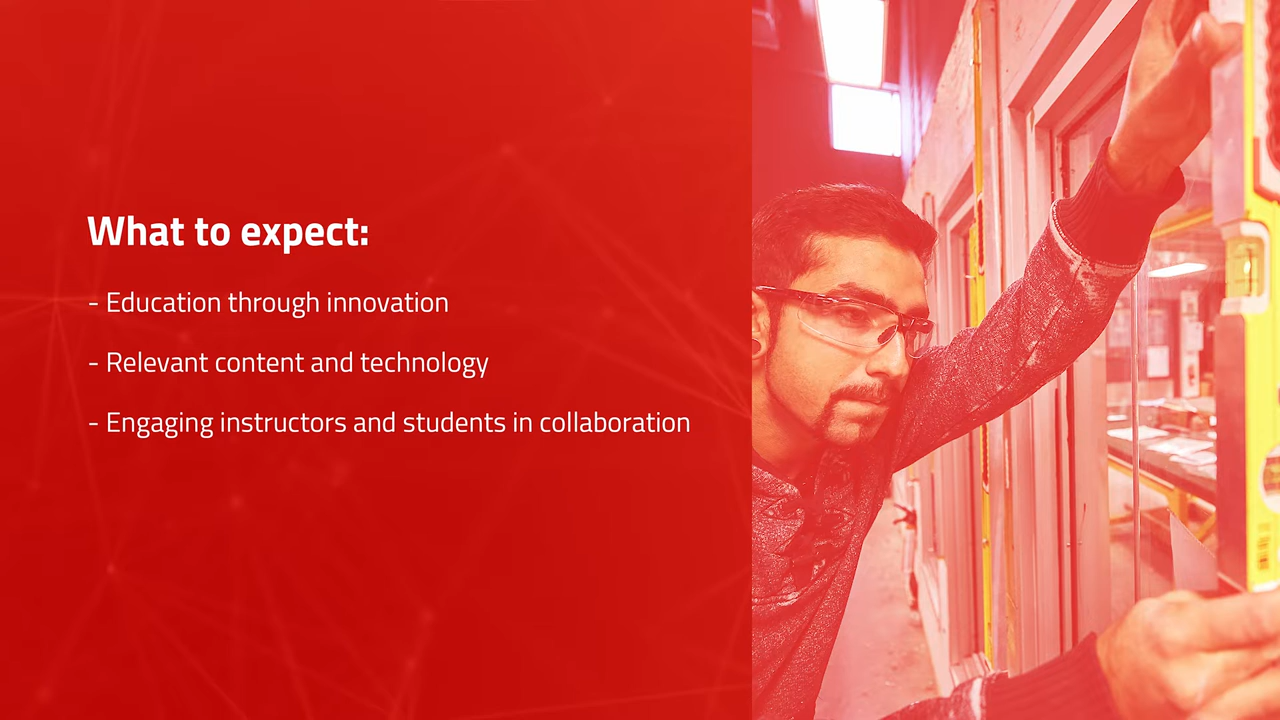 What to expect:
- Education through innovation
- Relevant content and technology
- Engaging instructors and students in collaboration